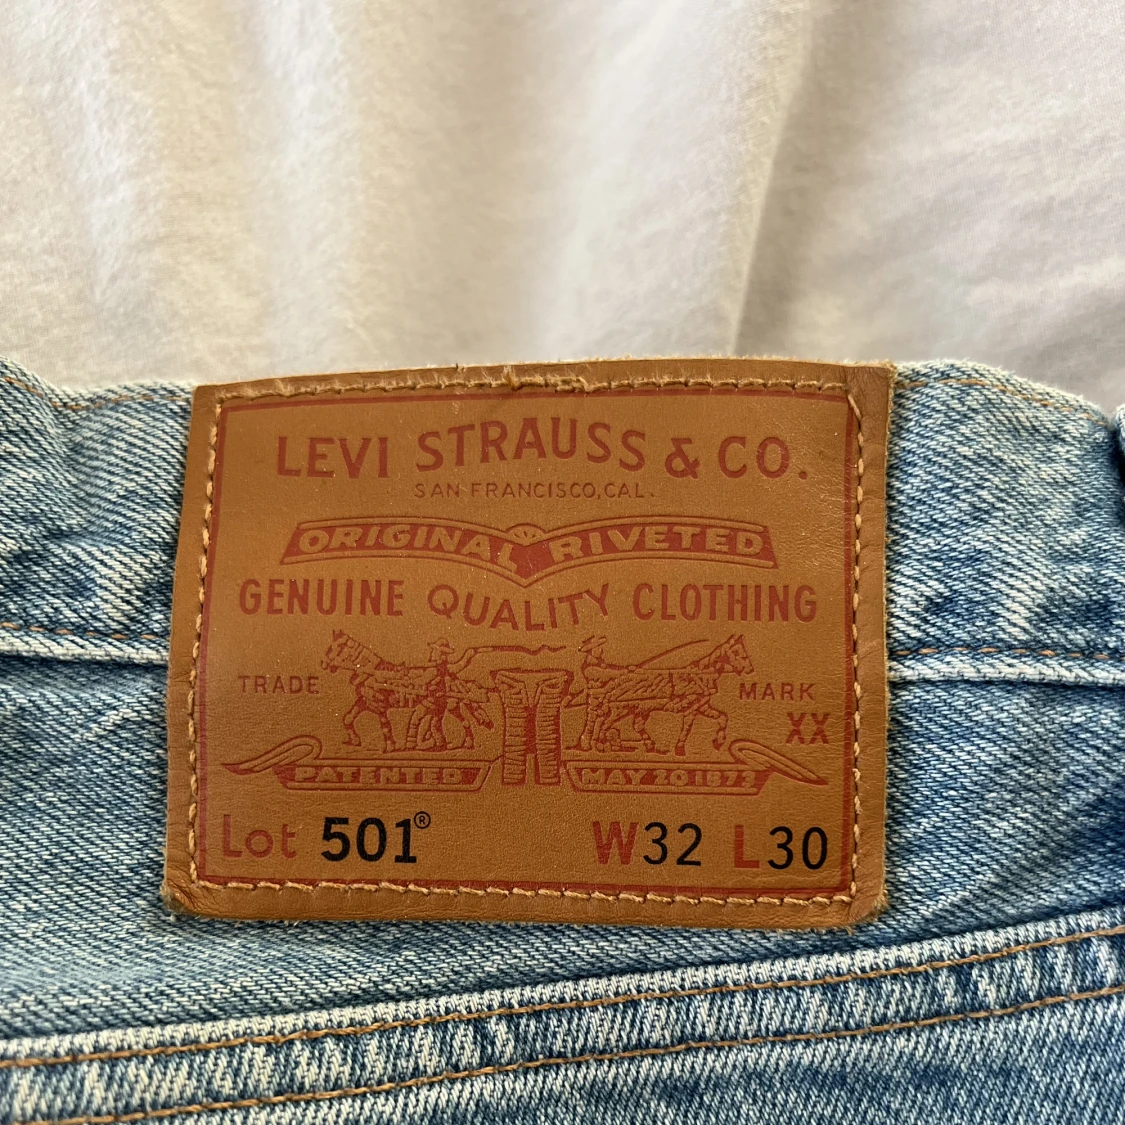 LEVI STRAUSS & CO.
SAN FRANCISCO, CAL.
ORIGINAL RIVETED
GENUINE QUALITY CLOTHING
TRADE MARK
XX
PATENTED MAY 20 1873
Lot 501® W32 L30